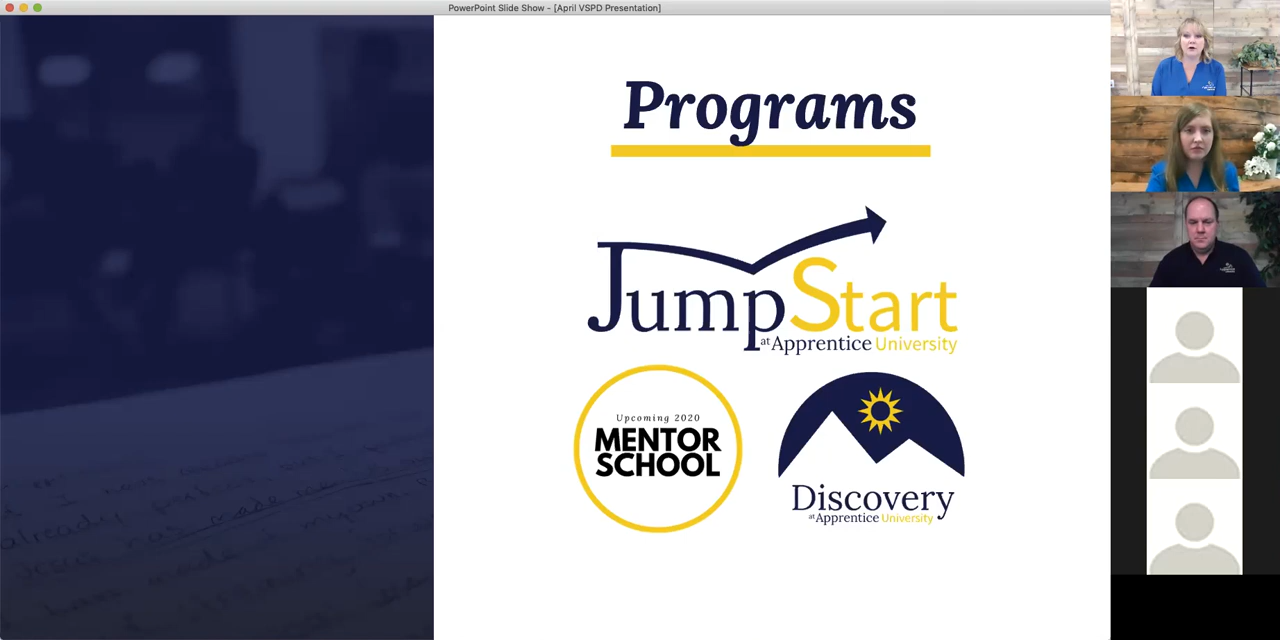 PowerPoint Slide Show - [April VSPD Presentation]
Programs
JumpStart
at Apprentice University
Upcoming 2020
MENTOR
SCHOOL
Discovery
at Apprentice University
already